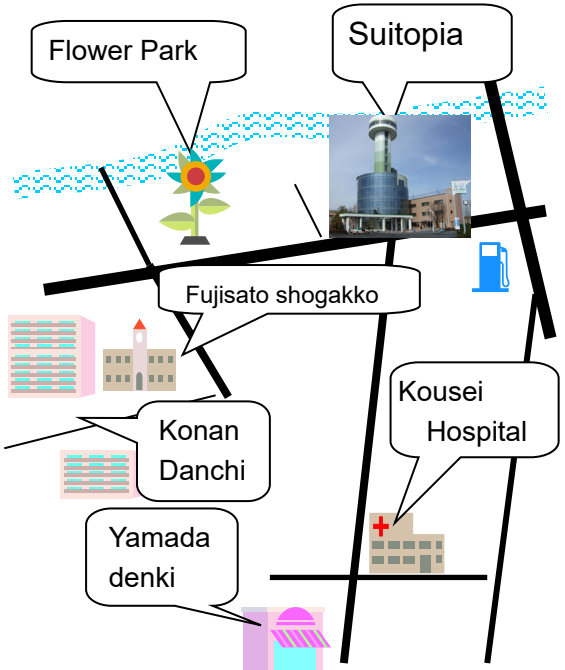 Flower Park
Suitopia
Fujisato shogakko
Kousei
Hospital
Konan
Danchi
Yamada
denki